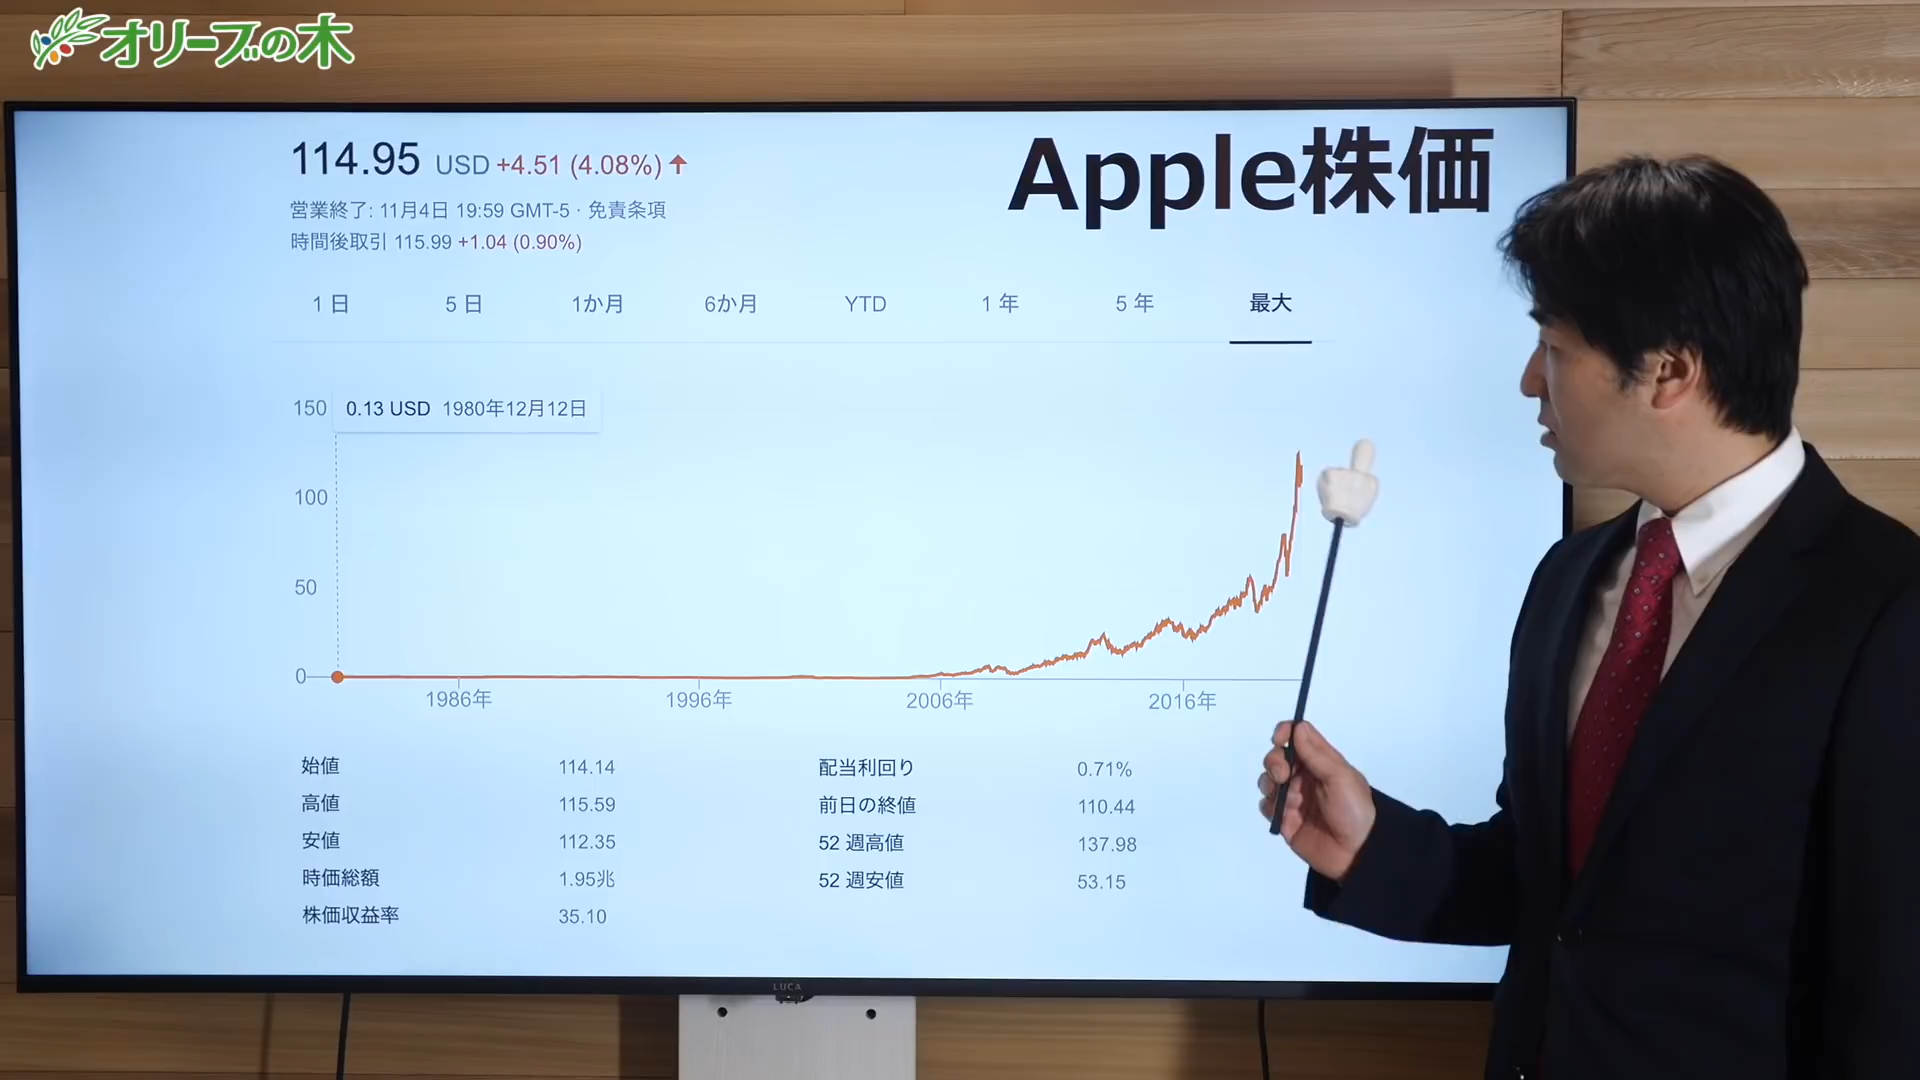 オリーブの木
Apple株価
114.95 USD +4.51 (4.08%) ↑
営業終了: 11月4日 19:59 GMT-5 · 免責条項
時間後取引 115.99 +1.04 (0.90%)
1 日 5 日 1か月 6か月 YTD 1 年 5 年 最大
0.13 USD 1980年12月12日
150
100
50
0
1986年 1996年 2006年 2016年
始値 114.14 配当利回り 0.71%
高値 115.59 前日の終値 110.44
安値 112.35 52 週高値 137.98
時価総額 1.95兆 52 週安値 53.15
株価収益率 35.10
LUCA